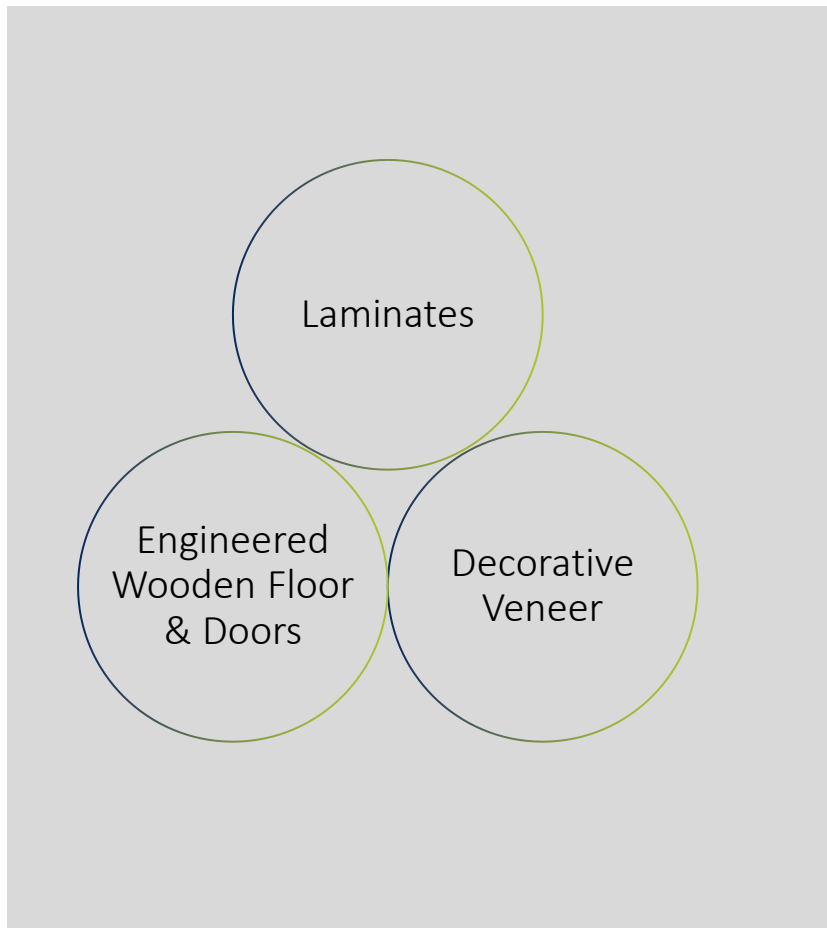 Laminates
Engineered
Wooden Floor
& Doors
Decorative
Veneer